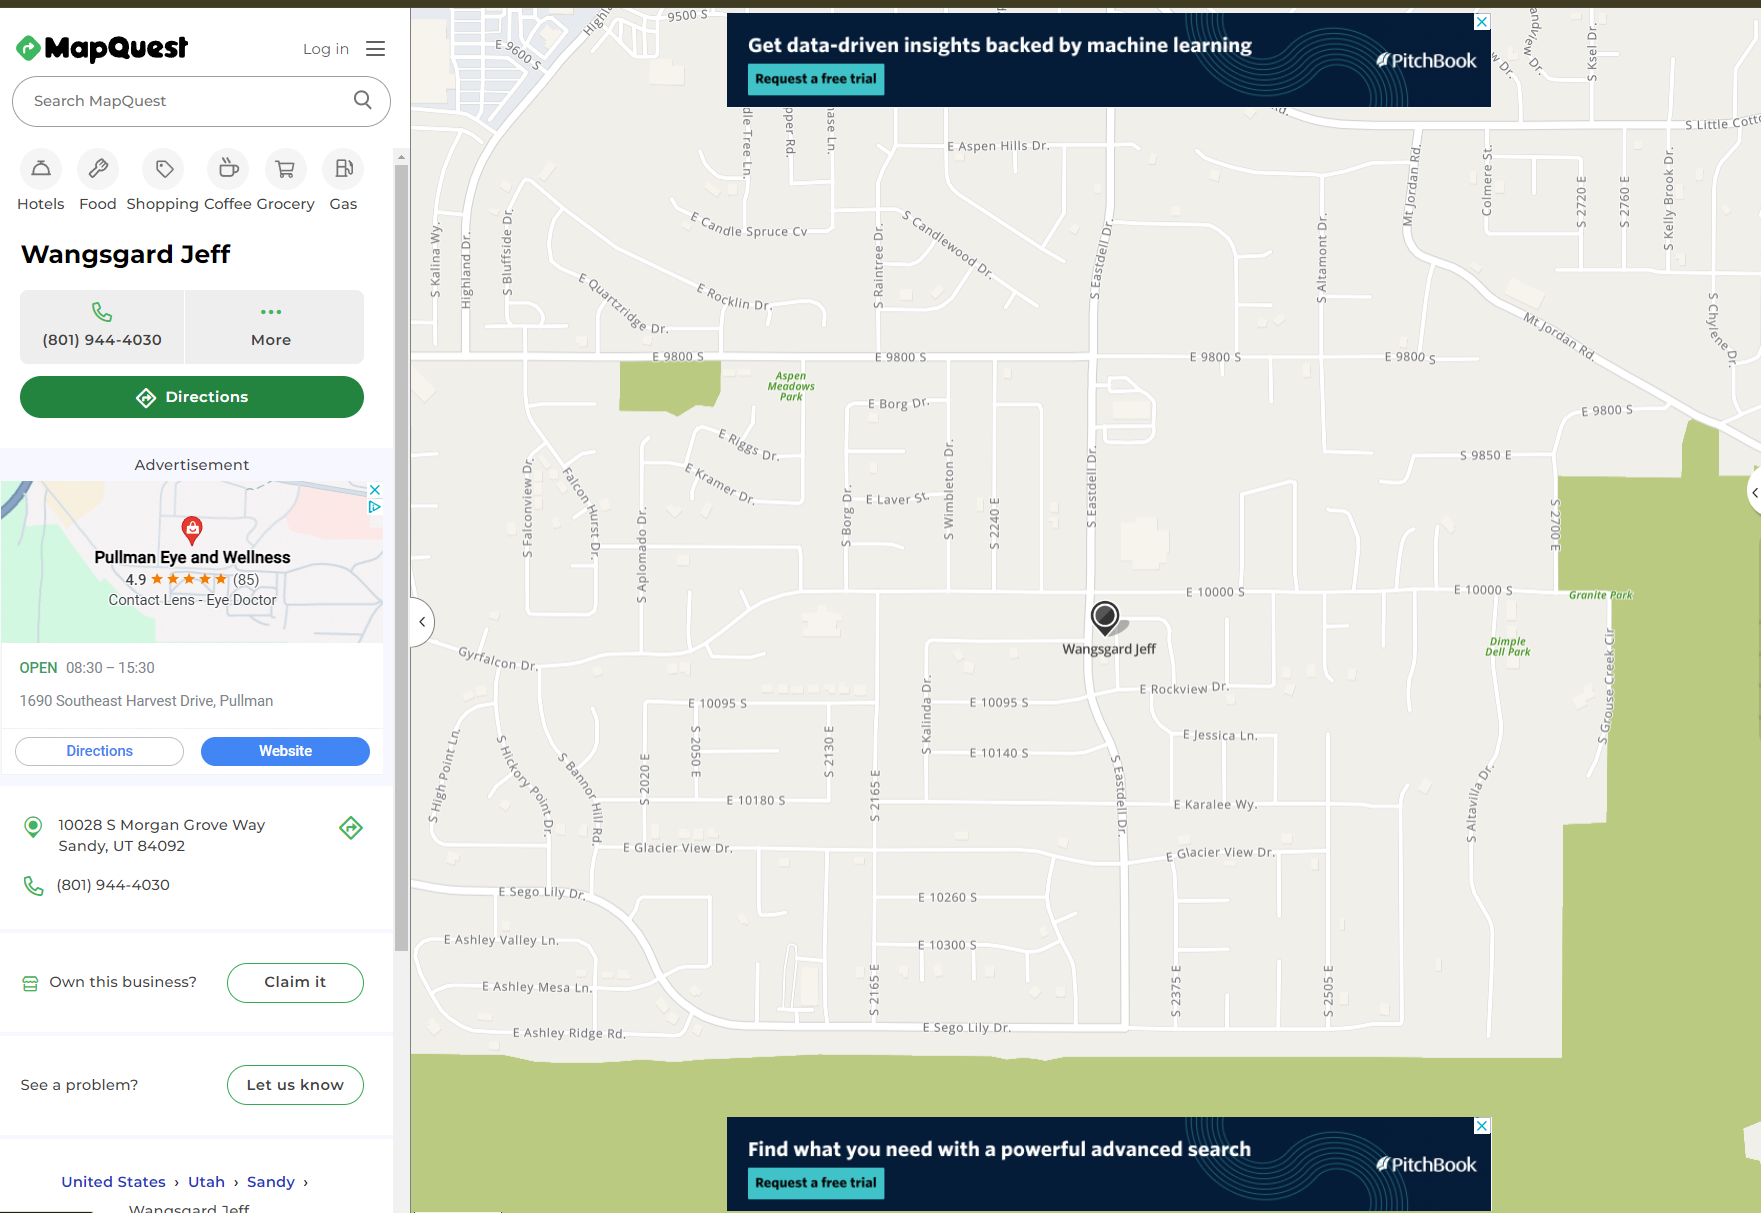 MapQuest
Log in
Search MapQuest
Hotels
Food
Shopping
Coffee
Grocery
Gas
Wangsgard Jeff
(801) 944-4030
More
Directions
Advertisement
Pullman Eye and Wellness
4.9
(85)
Contact Lens - Eye Doctor
OPEN 08:30 – 15:30
1690 Southeast Harvest Drive, Pullman
Directions
Website
10028 S Morgan Grove Way
Sandy, UT 84092
(801) 944-4030
Own this business?
Claim it
See a problem?
Let us know
United States › Utah › Sandy ›
Wangsgard Jeff
Get data-driven insights backed by machine learning
Request a free trial
PitchBook
9500 S
E 9600 S
S Ksel Dr.
S Little Cotto
E Aspen Hills Dr.
Mt Jordan Rd.
Colmere St.
S 2720 E
S 2760 E
S Kelly Brook Dr.
S Kalina Wy.
Highland Dr.
S Bluffside Dr.
E Candle Spruce Cv
S Candlewood Dr.
S Raintree Dr.
S Eastdell Dr.
S Altamont Dr.
E Quartzridge Dr.
E Rocklin Dr.
S Chylene Dr.
Mt Jordan Rd.
E 9800 S
E 9800 S
E 9800 S
E 9800 S
Aspen
Meadows
Park
E Borg Dr.
E 9800 S
E Riggs Dr.
E Kramer Dr.
S 9850 E
S Falconview Dr.
Falcon Hurst Dr.
S Aplomado Dr.
S Borg Dr.
E Laver St.
S Wimbleton Dr.
S 2240 E
S Eastdell Dr.
S 2700 E
E 10000 S
E 10000 S
Granite Park
Wangsgard Jeff
Dimple
Dell Park
S Grouse Creek Cir
Gyrfalcon Dr.
E Rockview Dr.
E 10095 S
S Kalinda Dr.
E 10095 S
S High Point Ln.
S Hickory Point Dr.
S Bannor Hill Rd.
S 2020 E
S 2050 E
S 2130 E
S 2165 E
E 10140 S
E Jessica Ln.
S Eastdell Dr.
S Altavilla Dr.
E 10180 S
E Karalee Wy.
E Glacier View Dr.
E Glacier View Dr.
E Sego Lily Dr.
E 10260 S
E Ashley Valley Ln.
E 10300 S
E Ashley Mesa Ln.
S 2165 E
S 2375 E
S 2505 E
E Ashley Ridge Rd.
E Sego Lily Dr.
Find what you need with a powerful advanced search
Request a free trial
PitchBook